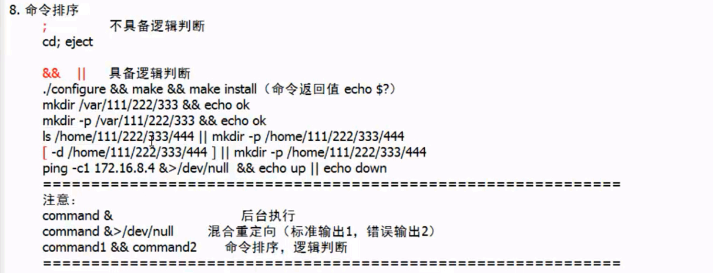 8. 命令排序
; 不具备逻辑判断
cd; eject
&& || 具备逻辑判断
./configure && make && make install（命令返回值 echo $?）
mkdir /var/111/222/333 && echo ok
mkdir -p /var/111/222/333 && echo ok
ls /home/111/222/333/444 || mkdir -p /home/111/222/333/444
[ -d /home/111/222/333/444 ] || mkdir -p /home/111/222/333/444
ping -c1 172.16.8.4 &>/dev/null && echo up || echo down
==========================================================
注意：
command & 后台执行
command &>/dev/null 混合重定向（标准输出1，错误输出2）
command1 && command2 命令排序，逻辑判断
==========================================================